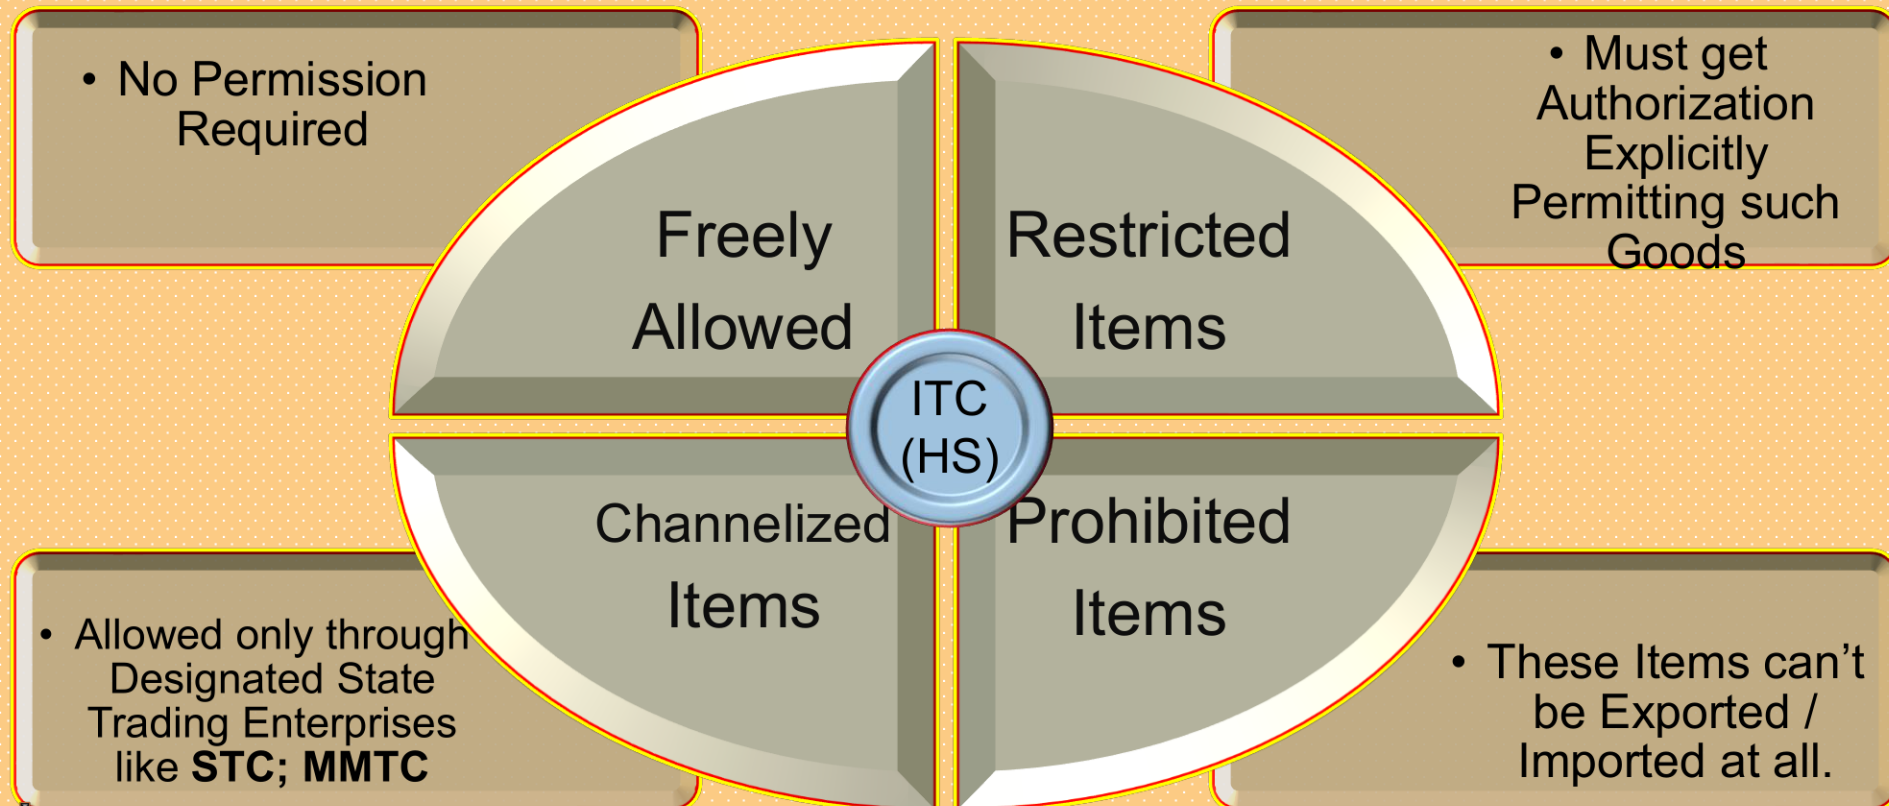 • No Permission
Required
• Must get
Authorization
Explicitly
Permitting such
Goods
Freely
Allowed
Restricted
Items
ITC
(HS)
Channelized
Items
Prohibited
Items
• Allowed only through
Designated State
Trading Enterprises
like STC; MMTC
• These Items can’t
be Exported /
Imported at all.